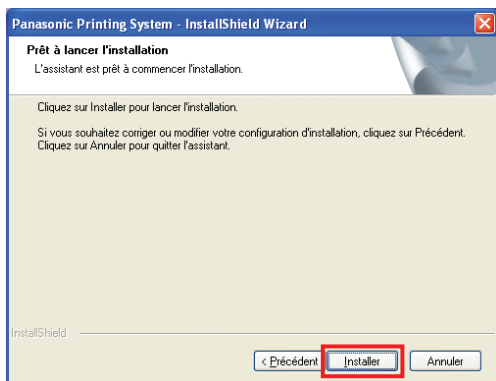 Panasonic Printing System - InstallShield Wizard
Prêt à lancer l'installation
L'assistant est prêt à commencer l'installation.
Cliquez sur Installer pour lancer l'installation.
Si vous souhaitez corriger ou modifier votre configuration d'installation, cliquez sur Précédent.
Cliquez sur Annuler pour quitter l'assistant.
InstallShield
< Précédent Installer Annuler